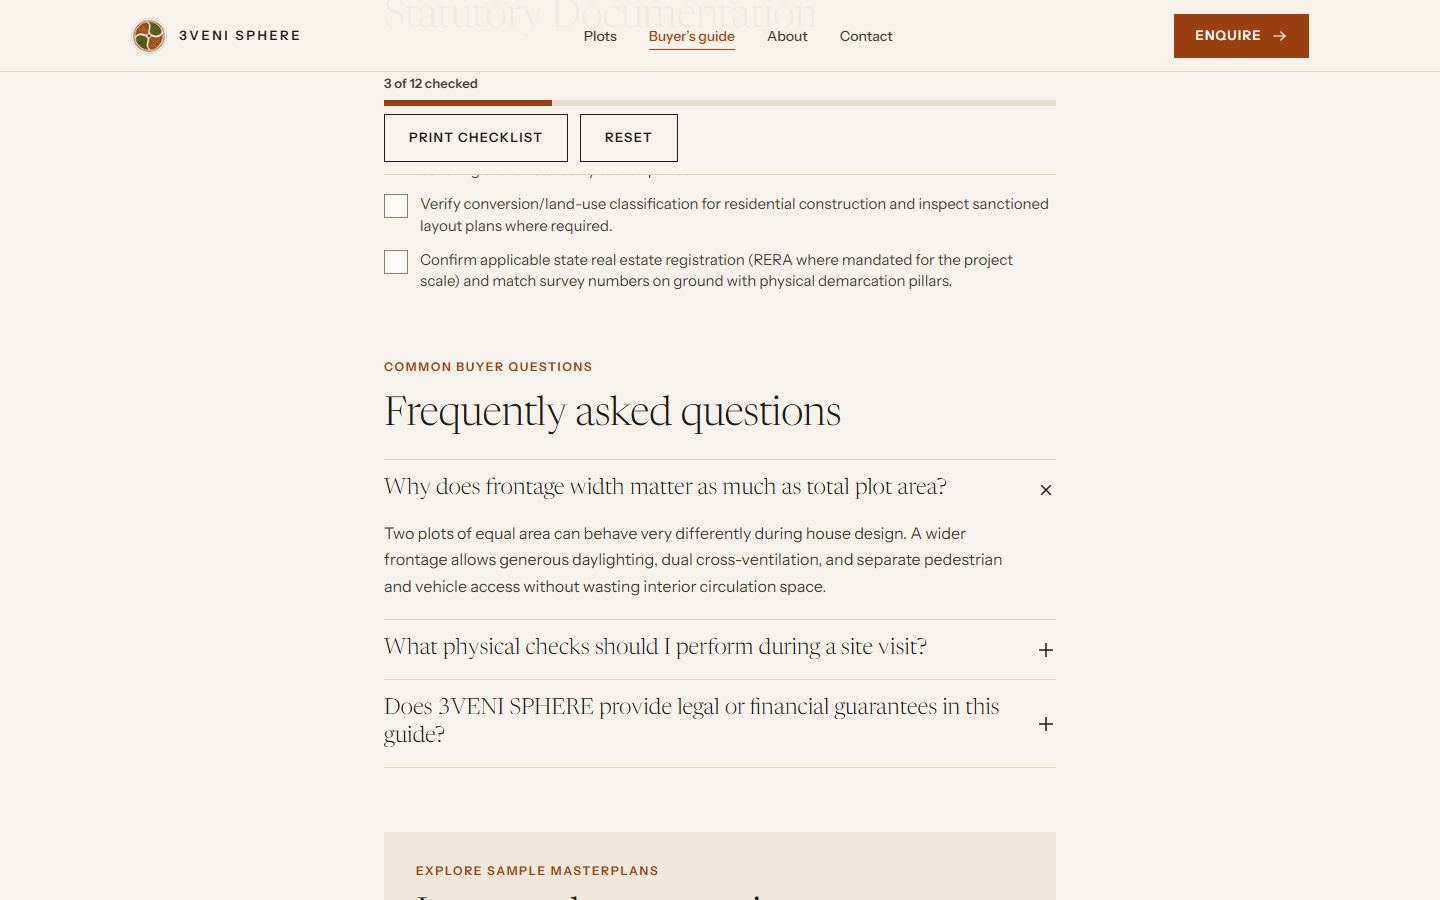 Statutory Documentation
3VENI SPHERE
Plots
Buyer's guide
About
Contact
ENQUIRE
3 of 12 checked
PRINT CHECKLIST
RESET
Verify conversion/land-use classification for residential construction and inspect sanctioned
layout plans where required.
Confirm applicable state real estate registration (RERA where mandated for the project
scale) and match survey numbers on ground with physical demarcation pillars.
COMMON BUYER QUESTIONS
Frequently asked questions
Why does frontage width matter as much as total plot area?
Two plots of equal area can behave very differently during house design. A wider
frontage allows generous daylighting, dual cross-ventilation, and separate pedestrian
and vehicle access without wasting interior circulation space.
What physical checks should I perform during a site visit?
Does 3VENI SPHERE provide legal or financial guarantees in this
guide?
EXPLORE SAMPLE MASTERPLANS